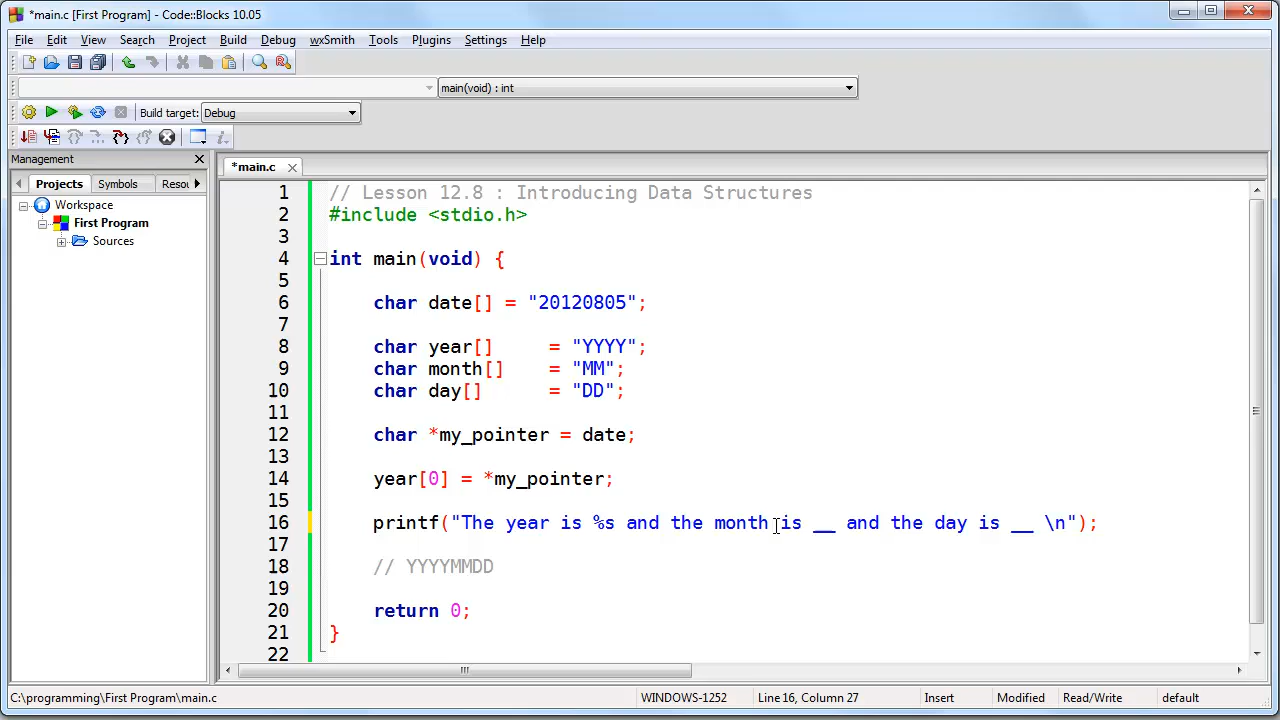 *main.c [First Program] - Code::Blocks 10.05
File Edit View Search Project Build Debug wxSmith Tools Plugins Settings Help
main(void) : int
Build target: Debug
Management
*main.c
Projects Symbols Resou
Workspace
First Program
Sources
1 // Lesson 12.8 : Introducing Data Structures
2 #include <stdio.h>
3
4 int main(void) {
5
6 char date[] = "20120805";
7
8 char year[] = "YYYY";
9 char month[] = "MM";
10 char day[] = "DD";
11
12 char *my_pointer = date;
13
14 year[0] = *my_pointer;
15
16 printf("The year is %s and the month is __ and the day is __ \n");
17
18 // YYYYMMDD
19
20 return 0;
21 }
22
C:\programming\First Program\main.c WINDOWS-1252 Line 16, Column 27 Insert Modified Read/Write default